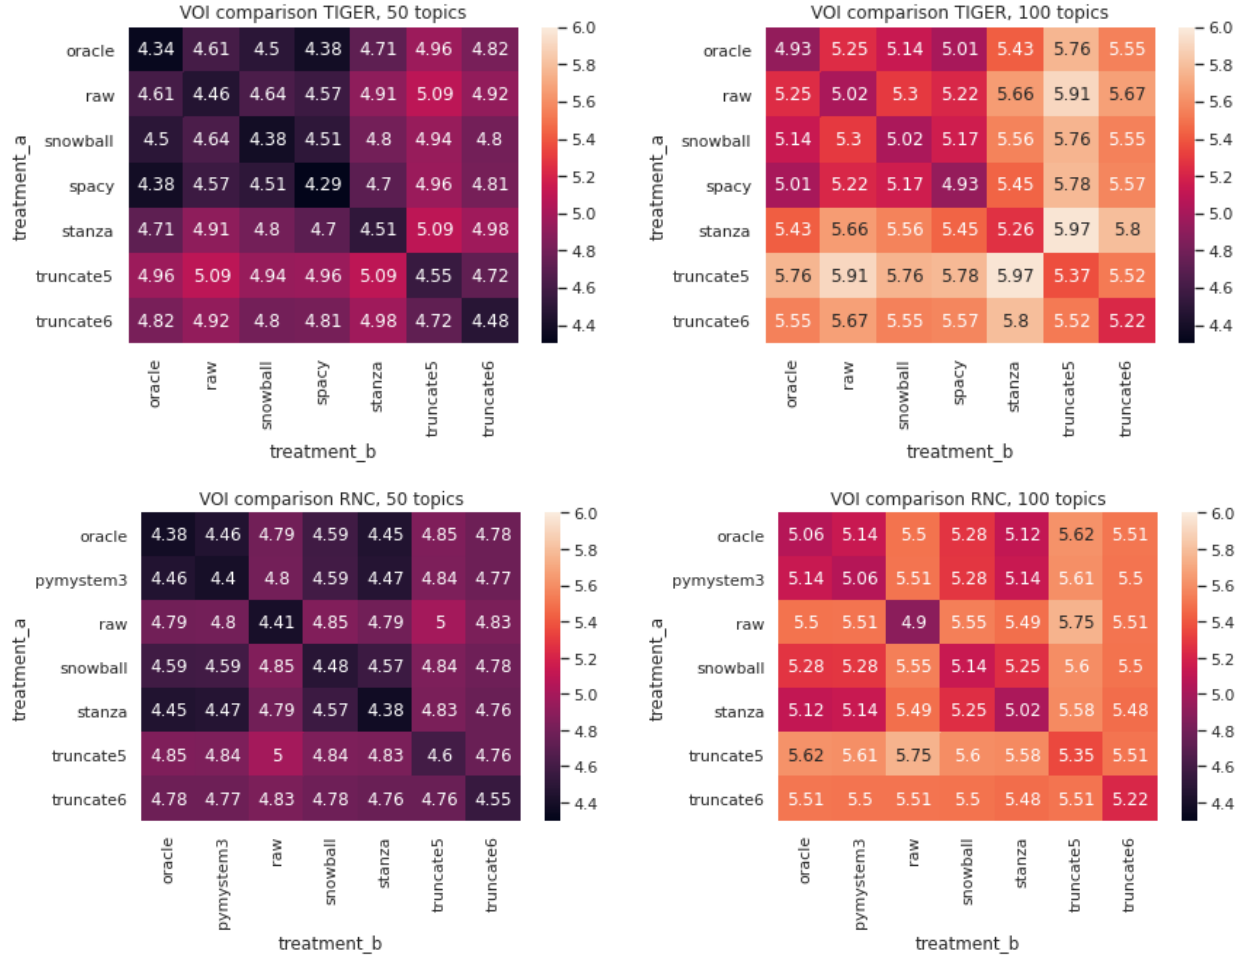 VOI comparison TIGER, 50 topics
treatment_a
oracle 4.34 4.61 4.5 4.38 4.71 4.96 4.82
raw 4.61 4.46 4.64 4.57 4.91 5.09 4.92
snowball 4.5 4.64 4.38 4.51 4.8 4.94 4.8
spacy 4.38 4.57 4.51 4.29 4.7 4.96 4.81
stanza 4.71 4.91 4.8 4.7 4.51 5.09 4.98
truncate5 4.96 5.09 4.94 4.96 5.09 4.55 4.72
truncate6 4.82 4.92 4.8 4.81 4.98 4.72 4.48
oracle raw snowball spacy stanza truncate5 truncate6
treatment_b
6.0
5.8
5.6
5.4
5.2
5.0
4.8
4.6
4.4
VOI comparison TIGER, 100 topics
treatment_a
oracle 4.93 5.25 5.14 5.01 5.43 5.76 5.55
raw 5.25 5.02 5.3 5.22 5.66 5.91 5.67
snowball 5.14 5.3 5.02 5.17 5.56 5.76 5.55
spacy 5.01 5.22 5.17 4.93 5.45 5.78 5.57
stanza 5.43 5.66 5.56 5.45 5.26 5.97 5.8
truncate5 5.76 5.91 5.76 5.78 5.97 5.37 5.52
truncate6 5.55 5.67 5.55 5.57 5.8 5.52 5.22
oracle raw snowball spacy stanza truncate5 truncate6
treatment_b
6.0
5.8
5.6
5.4
5.2
5.0
4.8
4.6
4.4
VOI comparison RNC, 50 topics
treatment_a
oracle 4.38 4.46 4.79 4.59 4.45 4.85 4.78
pymystem3 4.46 4.4 4.8 4.59 4.47 4.84 4.77
raw 4.79 4.8 4.41 4.85 4.79 5 4.83
snowball 4.59 4.59 4.85 4.48 4.57 4.84 4.78
stanza 4.45 4.47 4.79 4.57 4.38 4.83 4.76
truncate5 4.85 4.84 5 4.84 4.83 4.6 4.76
truncate6 4.78 4.77 4.83 4.78 4.76 4.76 4.55
oracle pymystem3 raw snowball stanza truncate5 truncate6
treatment_b
6.0
5.8
5.6
5.4
5.2
5.0
4.8
4.6
4.4
VOI comparison RNC, 100 topics
treatment_a
oracle 5.06 5.14 5.5 5.28 5.12 5.62 5.51
pymystem3 5.14 5.06 5.51 5.28 5.14 5.61 5.5
raw 5.5 5.51 4.9 5.55 5.49 5.75 5.51
snowball 5.28 5.28 5.55 5.14 5.25 5.6 5.5
stanza 5.12 5.14 5.49 5.25 5.02 5.58 5.48
truncate5 5.62 5.61 5.75 5.6 5.58 5.35 5.51
truncate6 5.51 5.5 5.51 5.5 5.48 5.51 5.22
oracle pymystem3 raw snowball stanza truncate5 truncate6
treatment_b
6.0
5.8
5.6
5.4
5.2
5.0
4.8
4.6
4.4